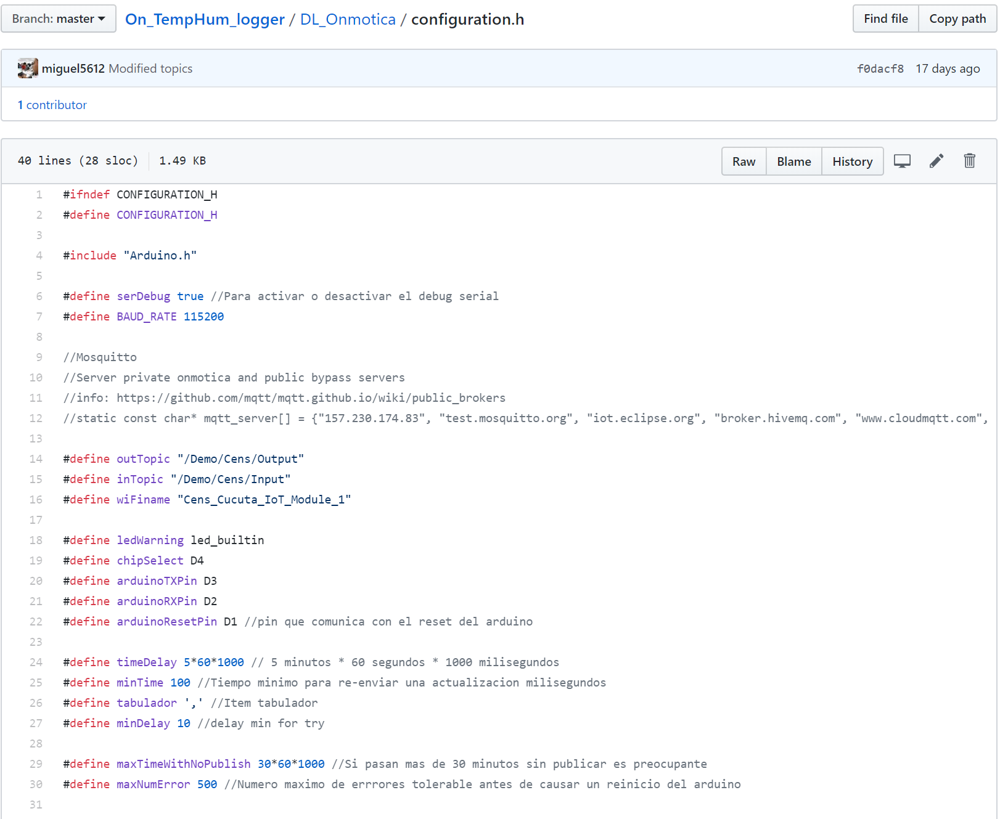 Branch: master On_TempHum_logger / DL_Onmotica / configuration.h Find file Copy path
miguel5612 Modified topics f0dacf8 17 days ago
1 contributor
40 lines (28 sloc) 1.49 KB Raw Blame History
1 #ifndef CONFIGURATION_H
2 #define CONFIGURATION_H
3
4 #include "Arduino.h"
5
6 #define serDebug true //Para activar o desactivar el debug serial
7 #define BAUD_RATE 115200
8
9 //Mosquitto
10 //Server private onmotica and public bypass servers
11 //info: https://github.com/mqtt/mqtt.github.io/wiki/public_brokers
12 //static const char* mqtt_server[] = {"157.230.174.83", "test.mosquitto.org", "iot.eclipse.org", "broker.hivemq.com", "www.cloudmqtt.com",
13
14 #define outTopic "/Demo/Cens/Output"
15 #define inTopic "/Demo/Cens/Input"
16 #define wiFiname "Cens_Cucuta_IoT_Module_1"
17
18 #define ledWarning led_builtin
19 #define chipSelect D4
20 #define arduinoTXPin D3
21 #define arduinoRXPin D2
22 #define arduinoResetPin D1 //pin que comunica con el reset del arduino
23
24 #define timeDelay 5*60*1000 // 5 minutos * 60 segundos * 1000 milisegundos
25 #define minTime 100 //Tiempo minimo para re-enviar una actualizacion milisegundos
26 #define tabulador ',' //Item tabulador
27 #define minDelay 10 //delay min for try
28
29 #define maxTimeWithNoPublish 30*60*1000 //Si pasan mas de 30 minutos sin publicar es preocupante
30 #define maxNumError 500 //Numero maximo de errrores tolerable antes de causar un reinicio del arduino
31